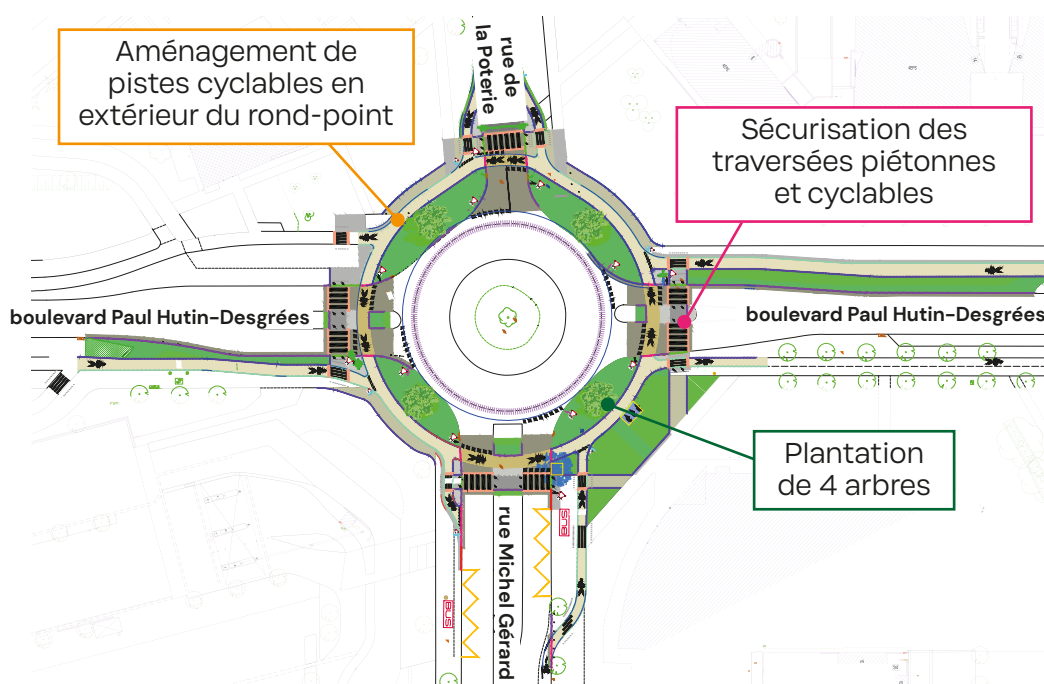 Aménagement de
pistes cyclables en
extérieur du rond-point
rue de
la Poterie
Sécurisation des
traversées piétonnes
et cyclables
boulevard Paul Hutin-Desgrées
boulevard Paul Hutin-Desgrées
Plantation
de 4 arbres
rue Michel Gérard
BUS
BUS